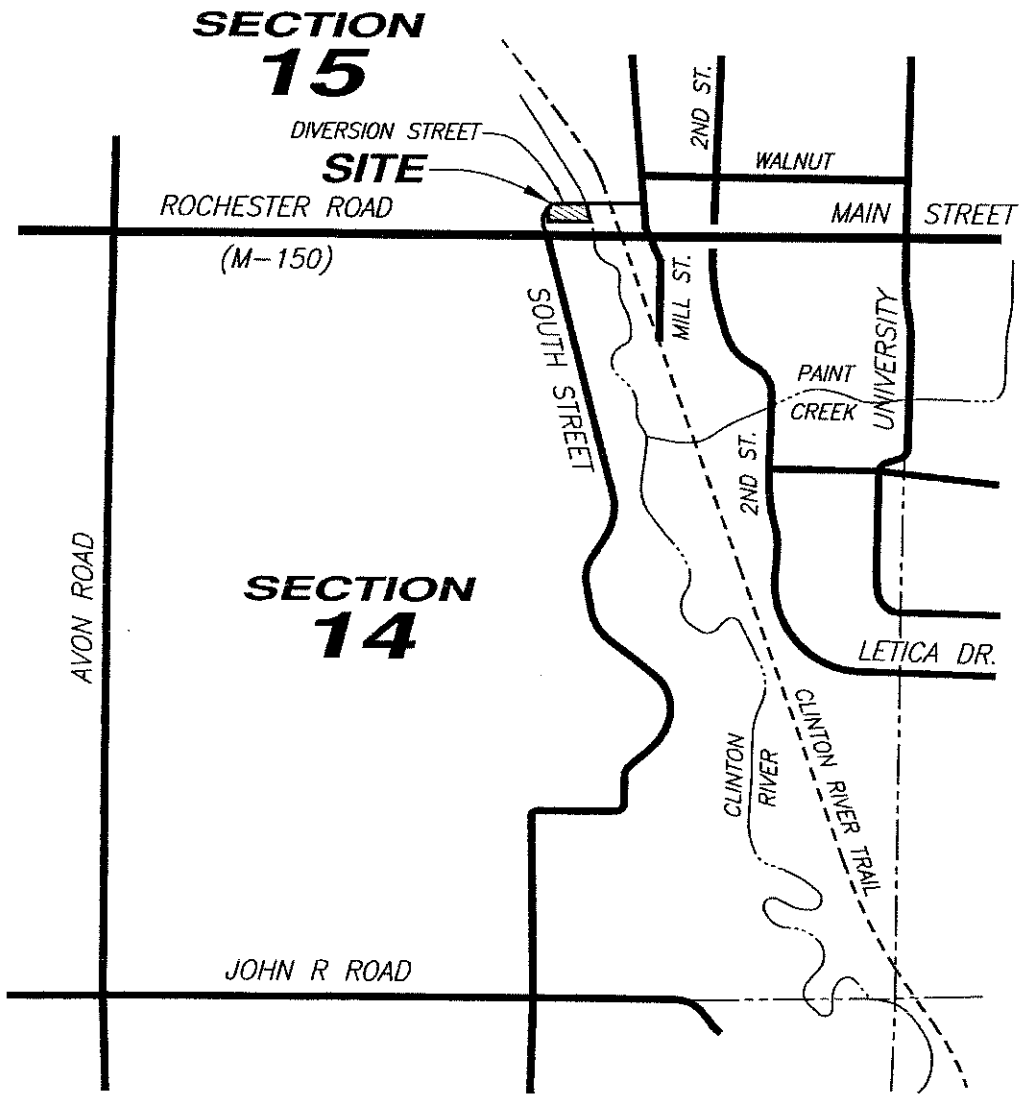 SECTION
15
2ND ST.
DIVERSION STREET
SITE
WALNUT
ROCHESTER ROAD
(M-150)
MAIN STREET
SOUTH STREET
MILL ST.
UNIVERSITY
PAINT
CREEK
2ND ST.
AVON ROAD
SECTION
14
LETICA DR.
CLINTON
RIVER
CLINTON RIVER TRAIL
JOHN R ROAD